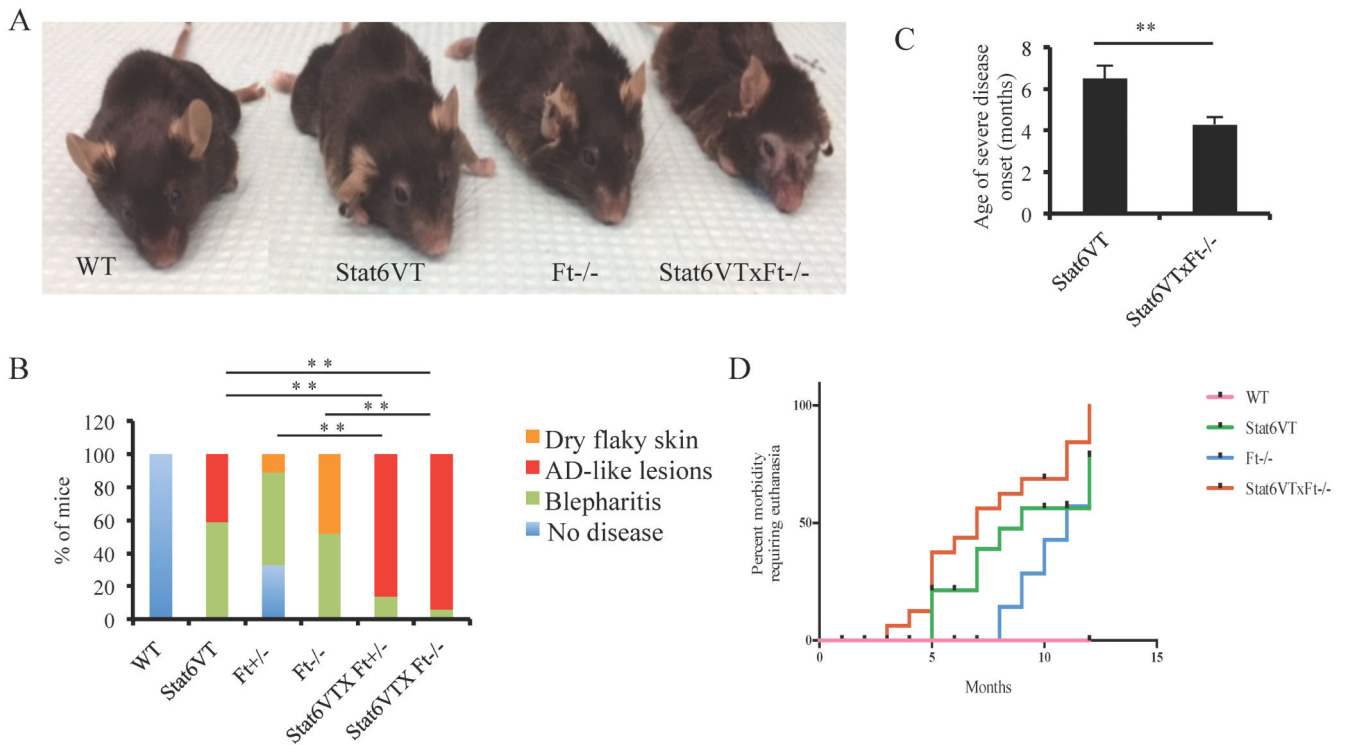 A
WT
Stat6VT
Ft-/-
Stat6VTxFt-/-
C
**
Age of severe disease
onset (months)
8
6
4
2
0
Stat6VT
Stat6VTxFt-/-
B
* *
* *
* *
* *
% of mice
120
100
80
60
40
20
0
WT
Stat6VT
Ft+/-
Ft-/-
Stat6VTX Ft+/-
Stat6VTX Ft-/-
Dry flaky skin
AD-like lesions
Blepharitis
No disease
D
Percent morbidity
requiring euthanasia
100
50
0
0
5
10
15
Months
WT
Stat6VT
Ft-/-
Stat6VTxFt-/-